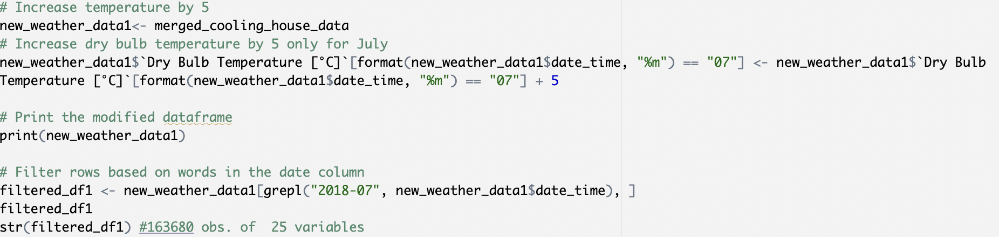 # Increase temperature by 5
new_weather_data1<- merged_cooling_house_data
# Increase dry bulb temperature by 5 only for July
new_weather_data1$`Dry Bulb Temperature [°C]`[format(new_weather_data1$date_time, "%m") == "07"] <- new_weather_data1$`Dry Bulb
Temperature [°C]`[format(new_weather_data1$date_time, "%m") == "07"] + 5
# Print the modified dataframe
print(new_weather_data1)
# Filter rows based on words in the date column
filtered_df1 <- new_weather_data1[grepl("2018-07", new_weather_data1$date_time), ]
filtered_df1
str(filtered_df1) #163680 obs. of  25 variables